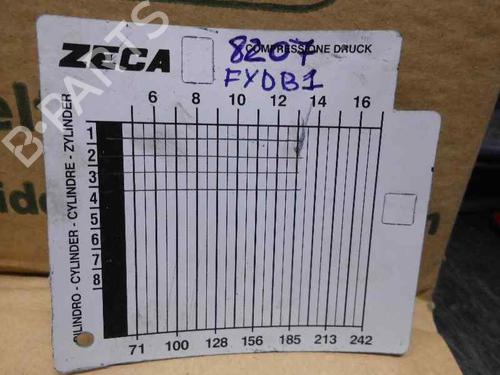 ZECA
COMPRESSIONE DRUCK
8207
FXDB1
6 8 10 12 14 16
CILINDRO - CYLINDER - CYLINDRE - ZYLINDER
1
2
3
4
5
6
7
8
71 100 128 156 185 213 242
B-PARTS